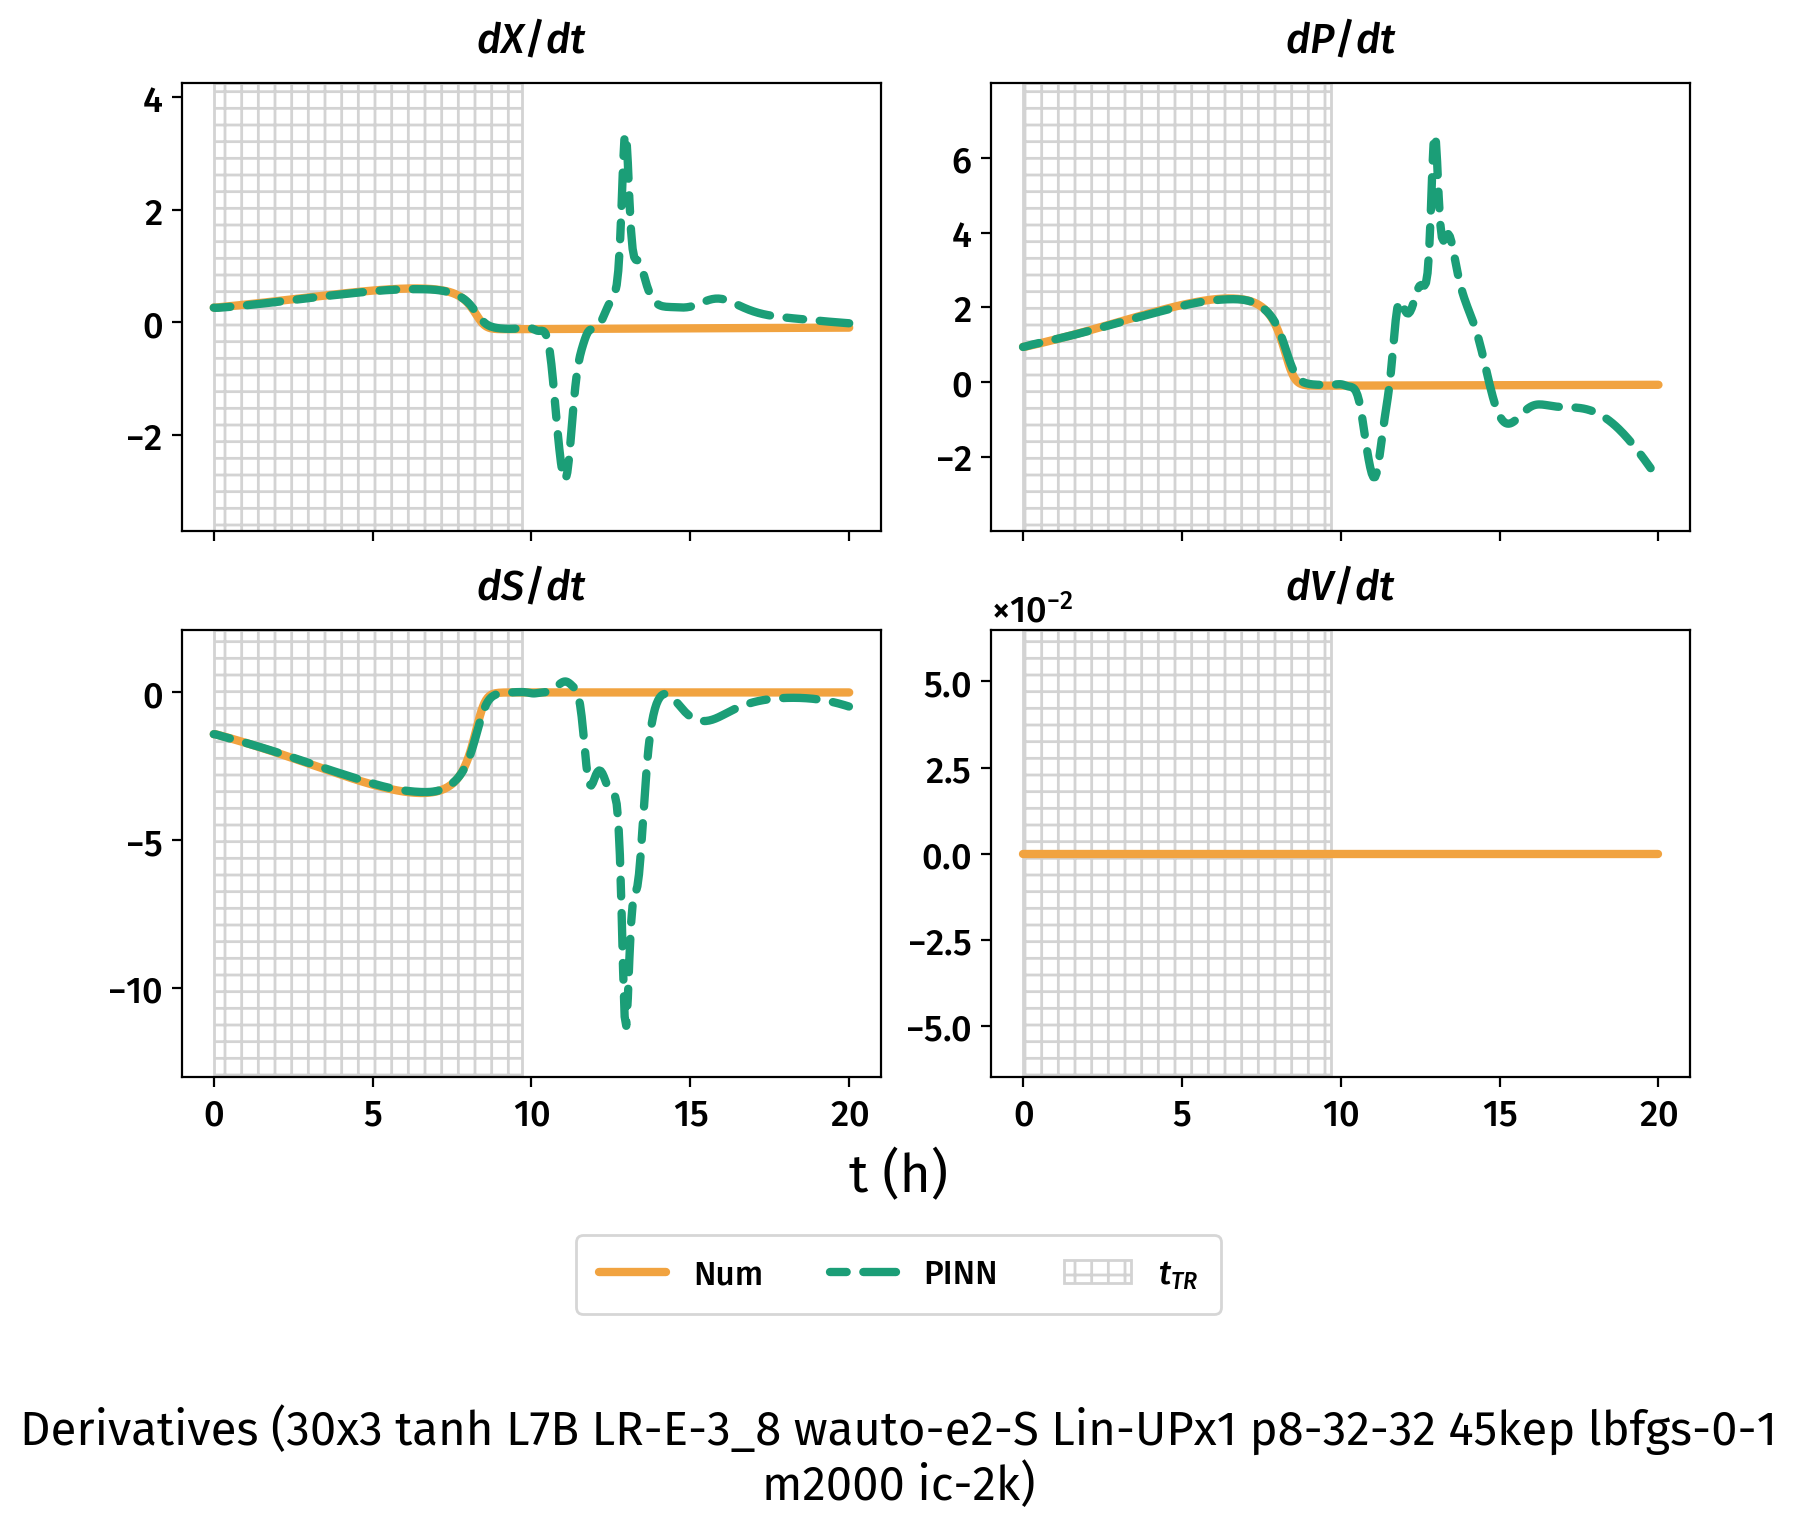 dX/dt
dP/dt
4
2
0
−2
6
4
2
0
−2
dS/dt
dV/dt
×10⁻²
0
−5
−10
5.0
2.5
0.0
−2.5
−5.0
0 5 10 15 20
0 5 10 15 20
t (h)
Num PINN t_TR
Derivatives (30x3 tanh L7B LR-E-3_8 wauto-e2-S Lin-UPx1 p8-32-32 45kep lbfgs-0-1
m2000 ic-2k)